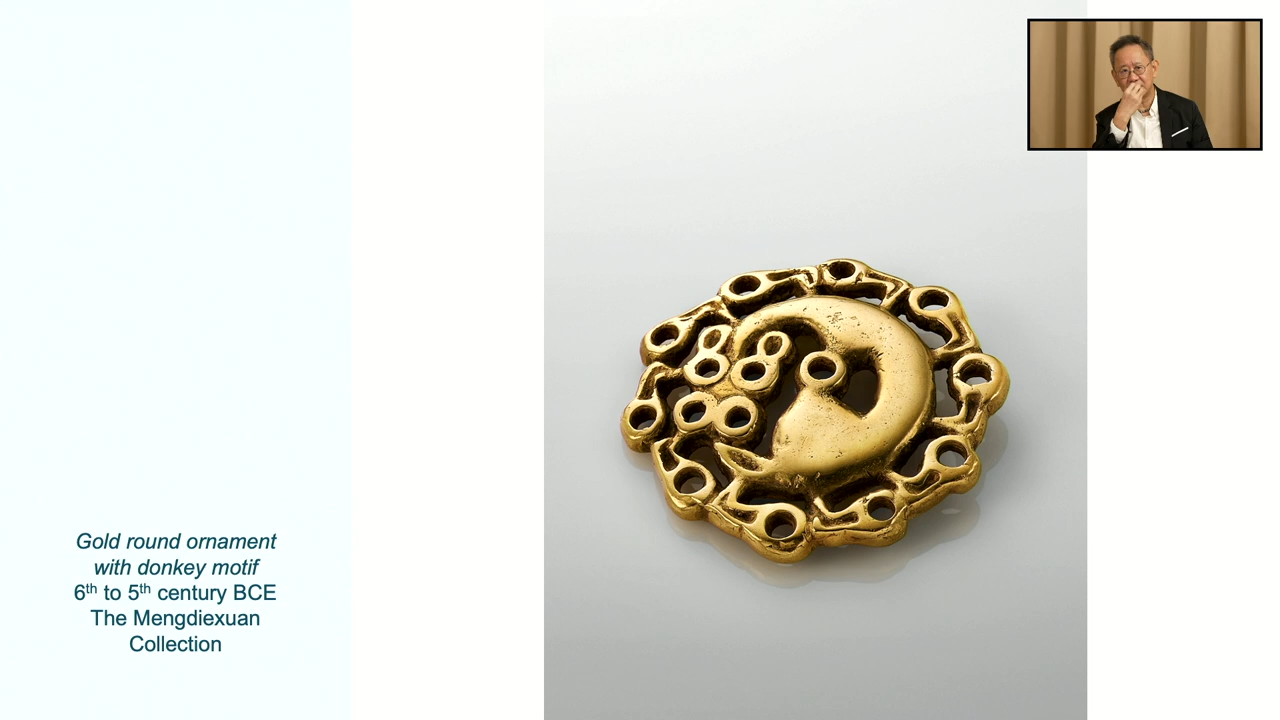 Gold round ornament
with donkey motif
6th to 5th century BCE
The Mengdiexuan
Collection